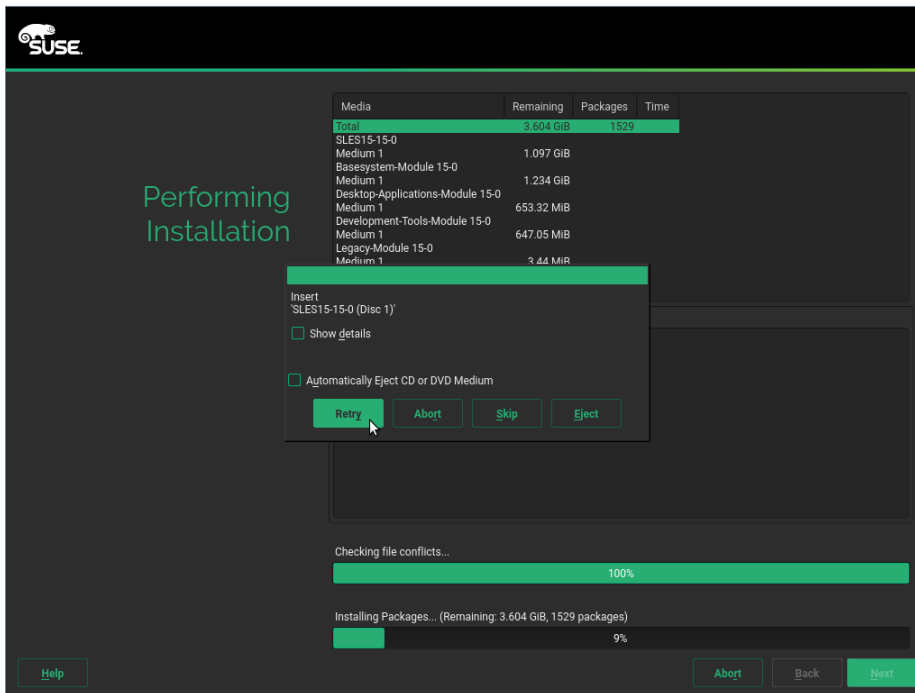 SUSE.
Media Remaining Packages Time
Total 3.604 GiB 1529
SLES15-15-0
Medium 1 1.097 GiB
Basesystem-Module 15-0
Medium 1 1.234 GiB
Desktop-Applications-Module 15-0
Medium 1 653.32 MiB
Development-Tools-Module 15-0
Medium 1 647.05 MiB
Legacy-Module 15-0
Medium 1 3.44 MiB
Performing
Installation
Insert
'SLES15-15-0 (Disc 1)'
Show details
Automatically Eject CD or DVD Medium
Retry Abort Skip Eject
Checking file conflicts...
100%
Installing Packages... (Remaining: 3.604 GiB, 1529 packages)
9%
Help Abort Back Next